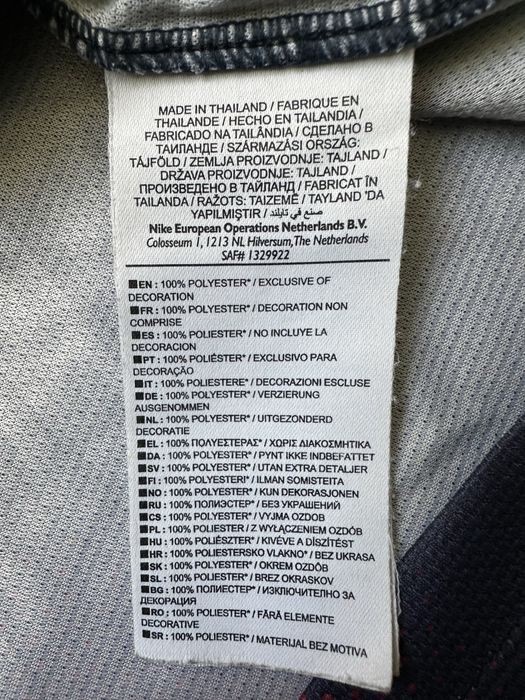 MADE IN THAILAND / FABRIQUE EN
THAILANDE / HECHO EN TAILANDIA /
FABRICADO NA TAILÂNDIA / СДЕЛАНО В
ТАИЛАНДЕ / SZÁRMAZÁSI ORSZÁG:
TÁJFÖLD / ZEMLJA PROIZVODNJE: TAJLAND /
DRŽAVA PROIZVODNJE: TAJLAND /
ПРОИЗВЕДЕНО В ТАЙЛАНД / FABRICAT ÎN
TAILANDA / RAŽOTS: TAIZEMĒ / TAYLAND 'DA
YAPILMIŞTIR / صنع في تايلند
Nike European Operations Netherlands B.V.
Colosseum 1, 1213 NL Hilversum, The Netherlands
SAF# 1329922
EN : 100% POLYESTER* / EXCLUSIVE OF
DECORATION
FR : 100% POLYESTER* / DECORATION NON
COMPRISE
ES : 100% POLIESTER* / NO INCLUYE LA
DECORACION
PT : 100% POLIÉSTER* / EXCLUSIVO PARA
DECORAÇÃO
IT : 100% POLIESTERE* / DECORAZIONI ESCLUSE
DE : 100% POLYESTER* / VERZIERUNG
AUSGENOMMEN
NL : 100% POLYESTER* / UITGEZONDERD
DECORATIE
EL : 100% ΠΟΛΥΕΣΤΕΡΑΣ* / ΧΩΡΙΣ ΔΙΑΚΟΣΜΗΤΙΚΑ
DA : 100% POLYESTER* / PYNT IKKE INDBEFATTET
SV : 100% POLYESTER* / UTAN EXTRA DETALJER
FI : 100% POLYESTERI* / ILMAN SOMISTEITA
NO : 100% POLYESTER* / KUN DEKORASJONEN
RU : 100% ПОЛИЭСТЕР* / БЕЗ УКРАШЕНИЙ
CS : 100% POLYESTER* / VYJMA OZDOB
PL : 100% POLIESTER / Z WYŁĄCZENIEM OZDÓB
HU : 100% POLIÉSZTER* / KIVÉVE A DÍSZÍTÉST
HR : 100% POLIESTERSKO VLAKNO* / BEZ UKRASA
SK : 100% POLYESTER* / OKREM OZDÔB
SL : 100% POLIESTER* / BREZ OKRASKOV
BG : 100% ПОЛИЕСТЕР* / ИЗКЛЮЧИТЕЛНО ЗА
ДЕКОРАЦИЯ
RO : 100% POLIESTER* / FĂRĂ ELEMENTE
DECORATIVE
SR : 100% POLIESTER* / MATERIJAL BEZ MOTIVA